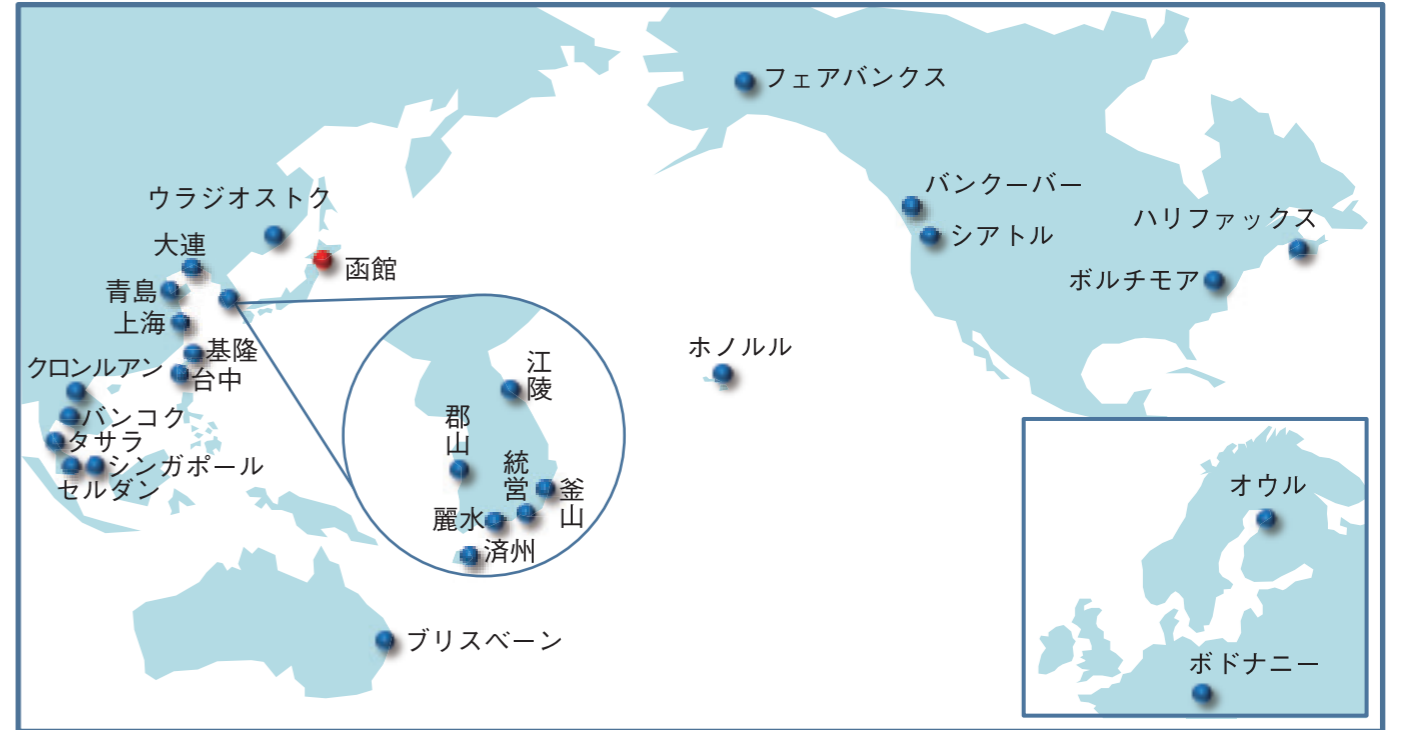 フェアバンクス
バンクーバー
ウラジオストク
ハリファックス
シアトル
大連
函館
ボルチモア
青島
上海
基隆
ホノルル
クロンルアン
台中
江陵
バンコク
郡山
タサラ
シンガポール
統営
セルダン
釜山
オウル
麗水
済州
ブリスベーン
ボドナニー